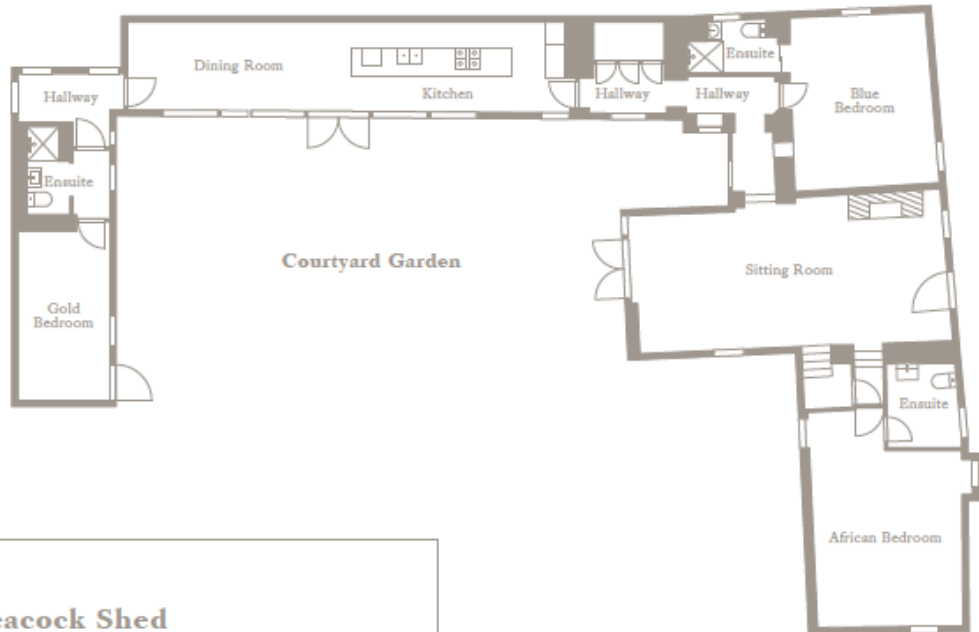 Ensuite
Dining Room
Hallway
Kitchen
Hallway
Hallway
Blue
Bedroom
Ensuite
Courtyard Garden
Sitting Room
Gold
Bedroom
Ensuite
African Bedroom
eacock Shed